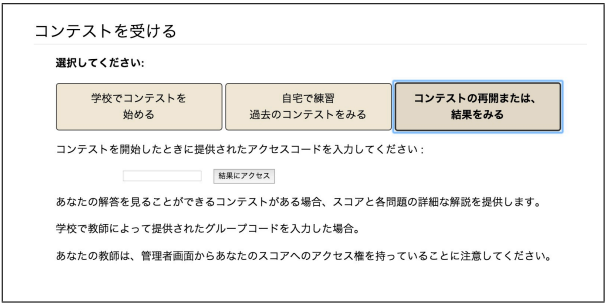 コンテストを受ける
選択してください:
学校でコンテストを
始める
自宅で練習
過去のコンテストをみる
コンテストの再開または、
結果をみる
コンテストを開始したときに提供されたアクセスコードを入力してください :
結果にアクセス
あなたの解答を見ることができるコンテストがある場合、スコアと各問題の詳細な解説を提供します。
学校で教師によって提供されたグループコードを入力した場合。
あなたの教師は、管理者画面からあなたのスコアへのアクセス権を持っていることに注意してください。